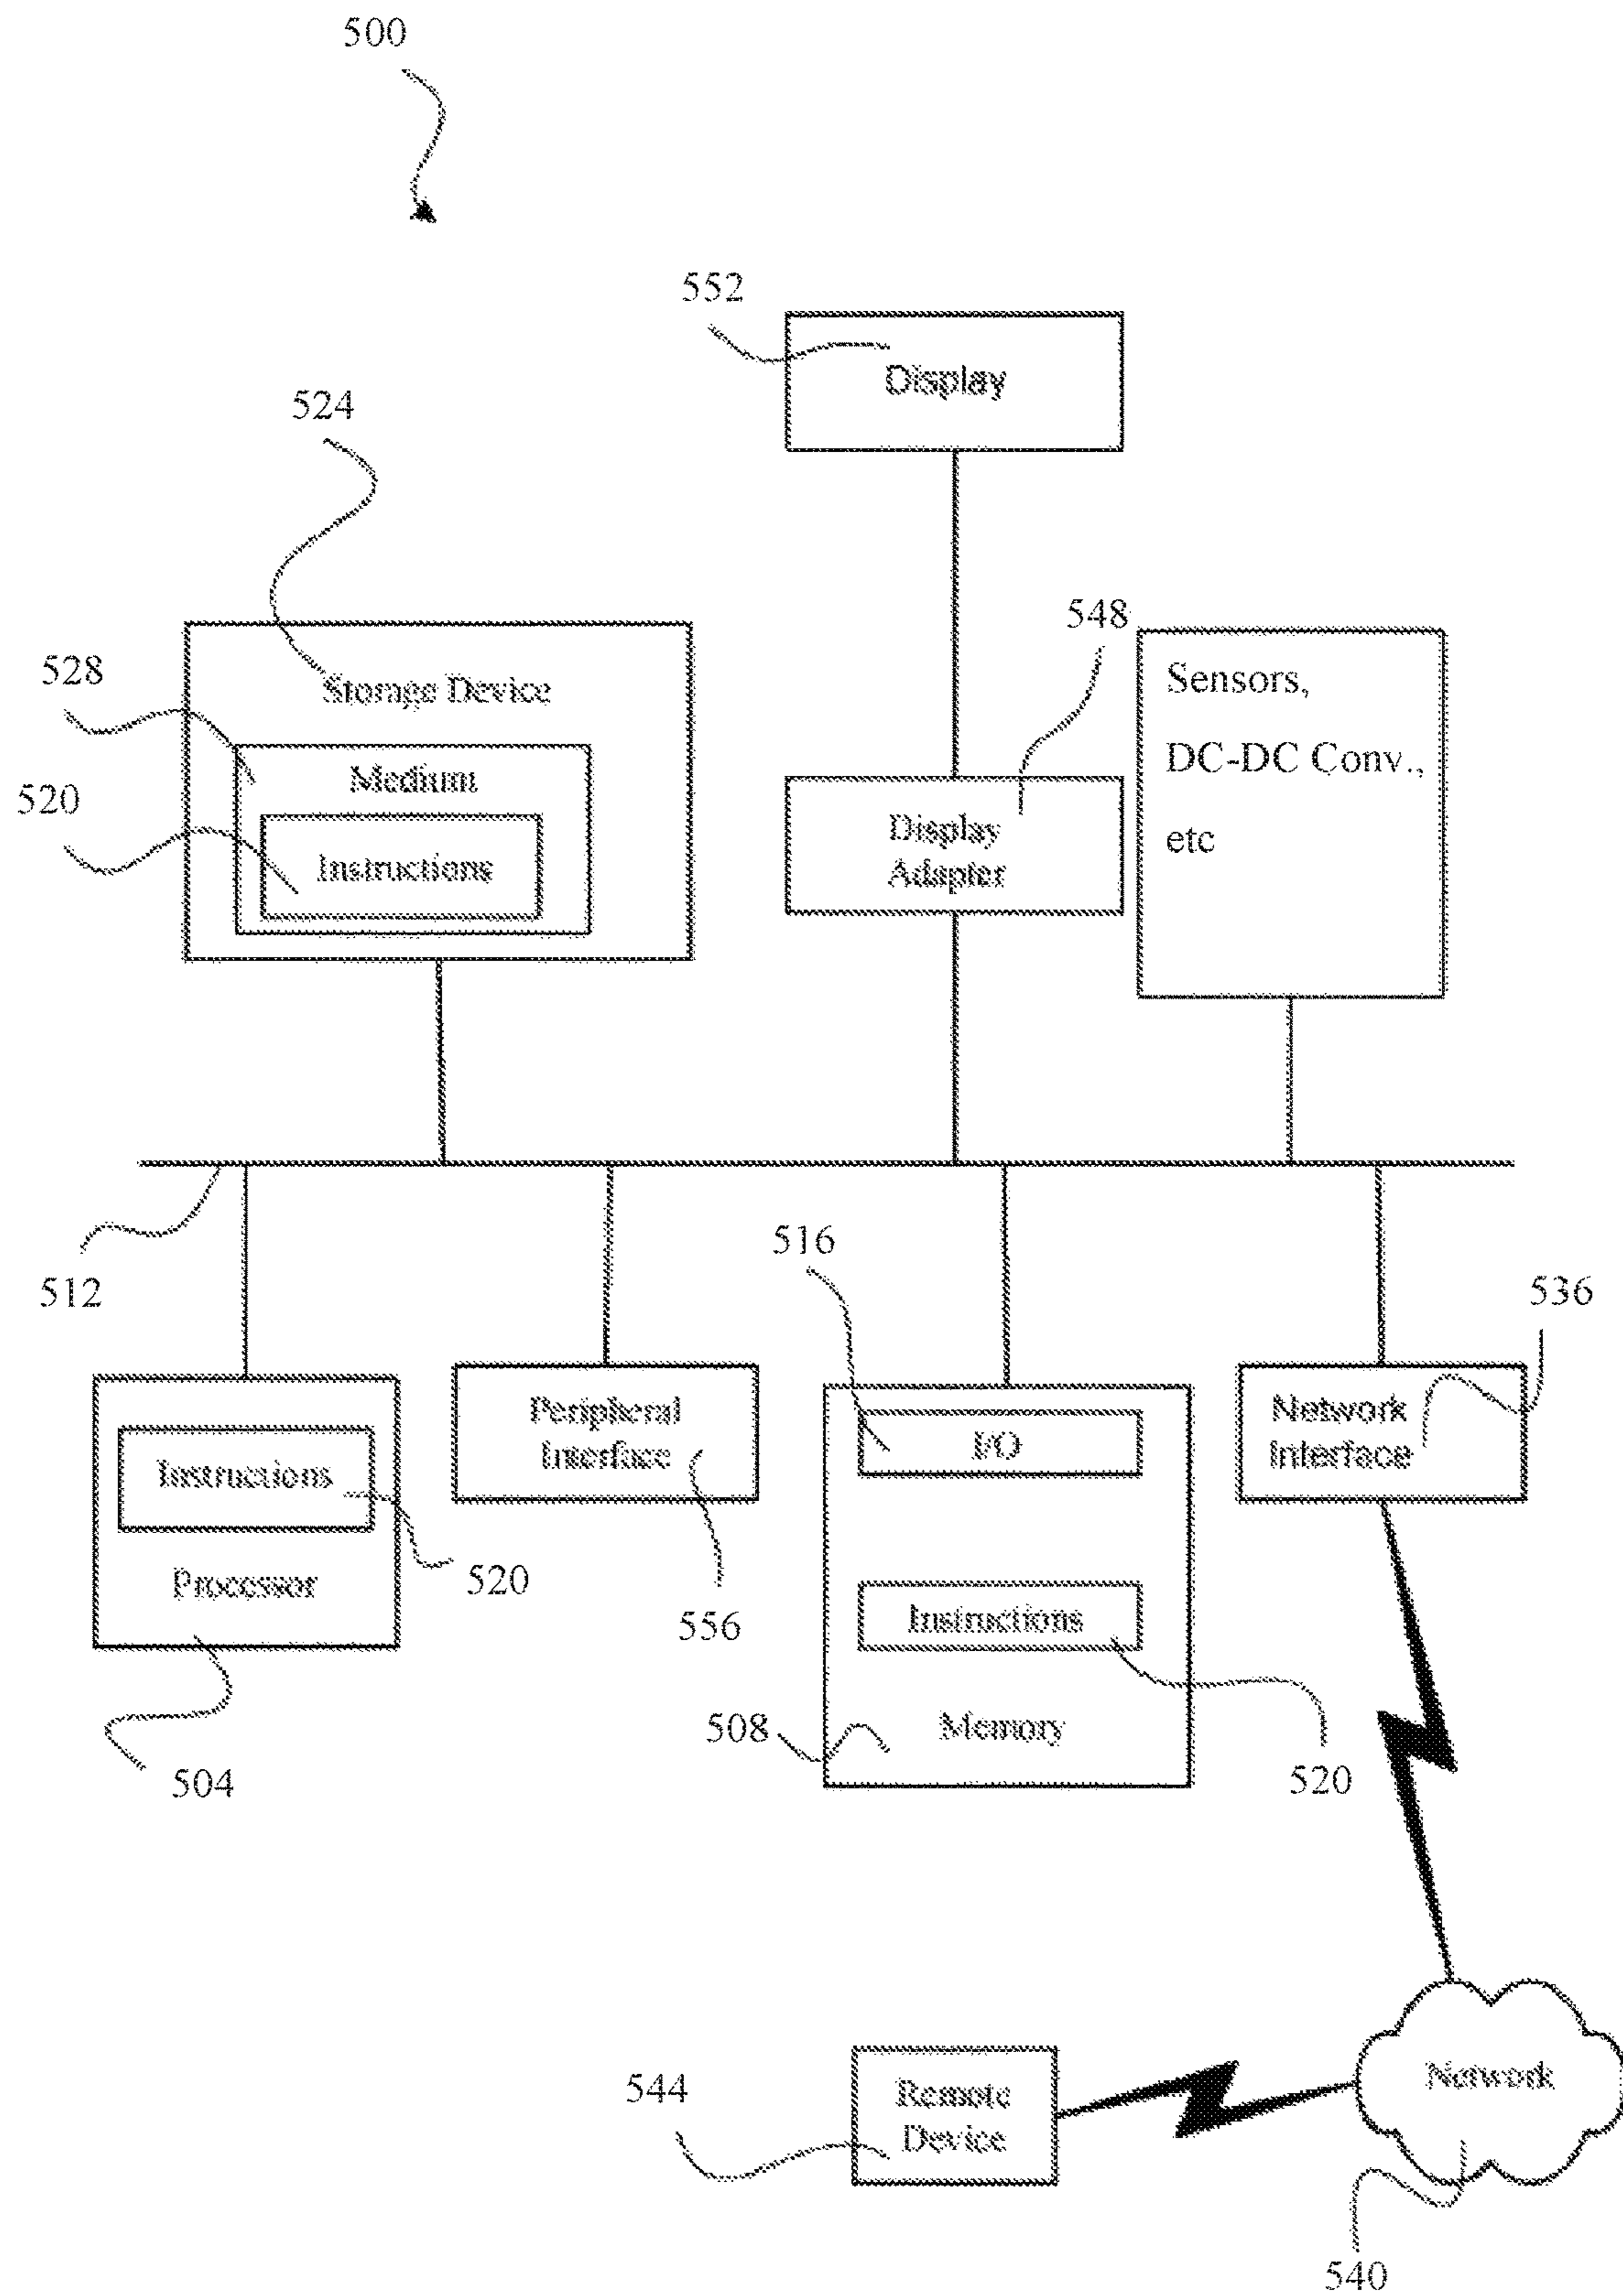 500
552
Display
524
548
Sensors,
DC-DC Conv.,
etc
528
Storage Device
Medium
520
Instructions
Display
Adapter
512
516
536
Peripheral
Interface
I/O
Network
Interface
Instructions
520
Processor
556
Instructions
508
Memory
504
520
Network
544
Remote
Device
540